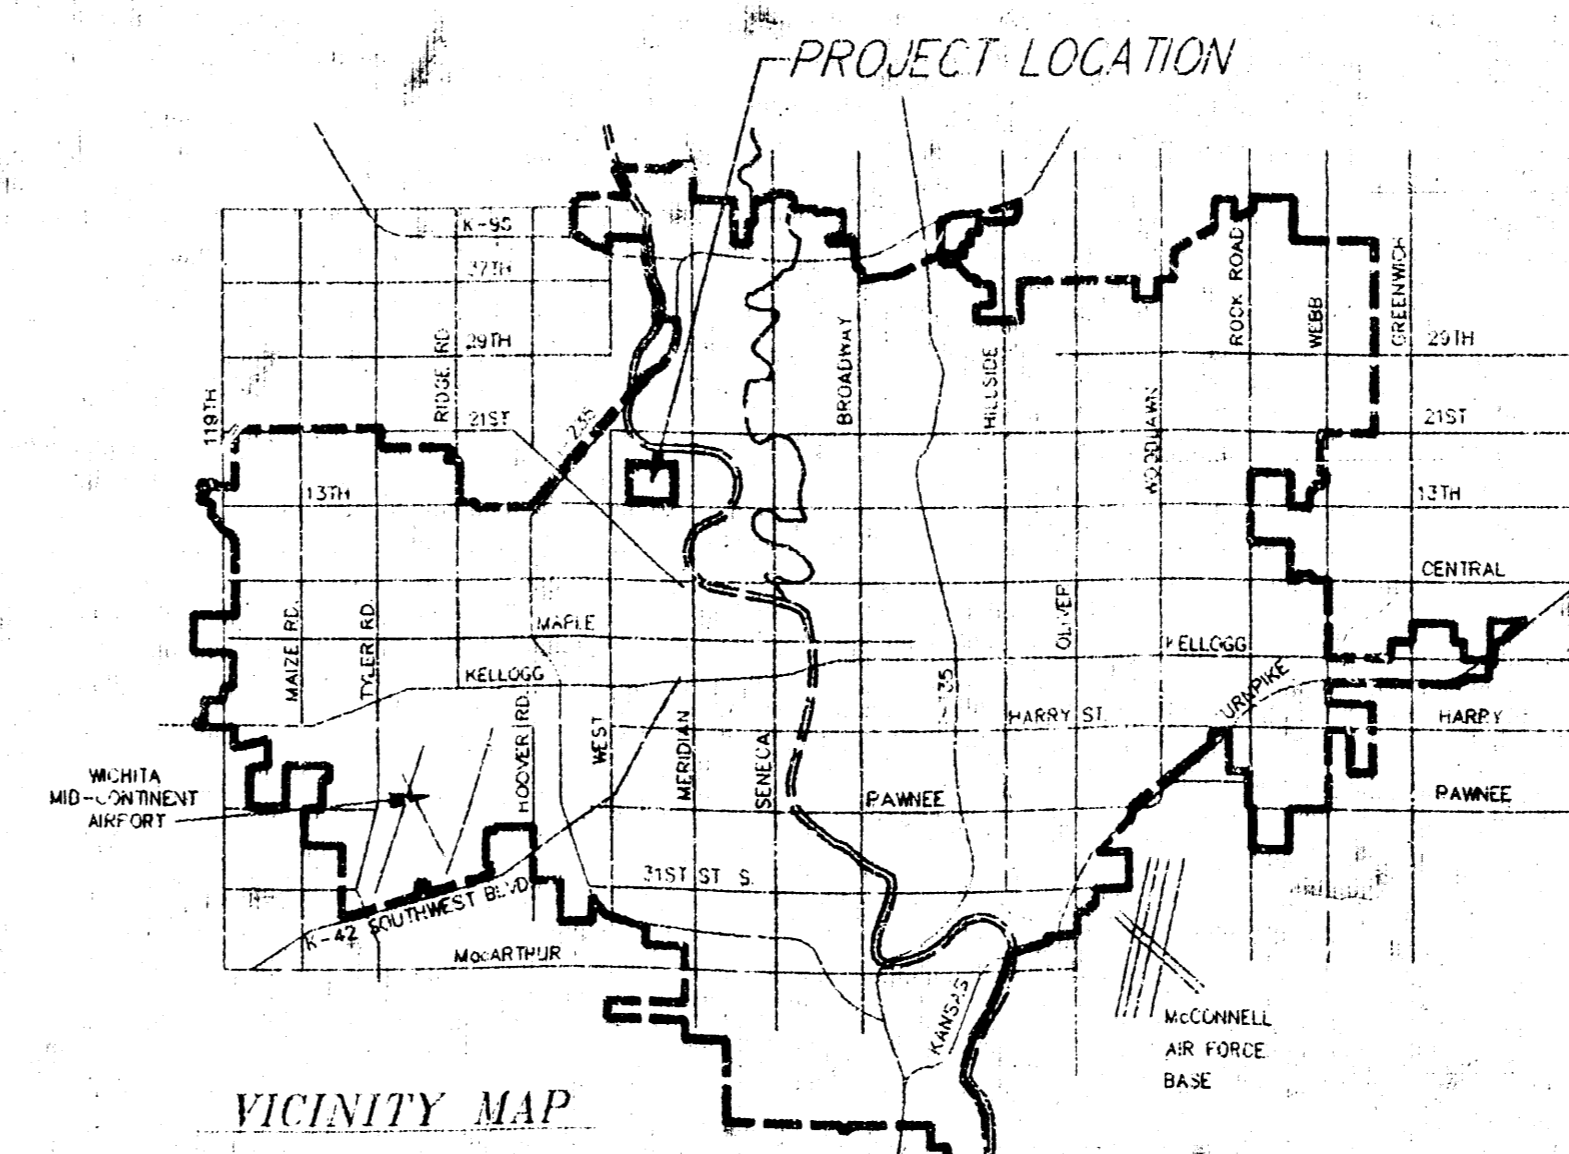 PROJECT LOCATION
K-96
37TH
29TH
21ST
13TH
119TH
RIDGE RD
235
BROADWAY
HILLSIDE
WOODLAWN
ROCK ROAD
WEBB
GREENWICH
29TH
21ST
13TH
CENTRAL
MAPLE
KELLOGG
MAIZE RD
TYLER RD
HOOVER RD
WEST
MERIDIAN
SENECA
135
OLIVER
KELLOGG
HARRY ST
HARRY
PAWNEE
PAWNEE
WICHITA
MID-CONTINENT
AIRPORT
31ST ST S.
K-42 SOUTHWEST BLVD
McARTHUR
KANSAS
TURNPIKE
McCONNELL
AIR FORCE
BASE
VICINITY MAP